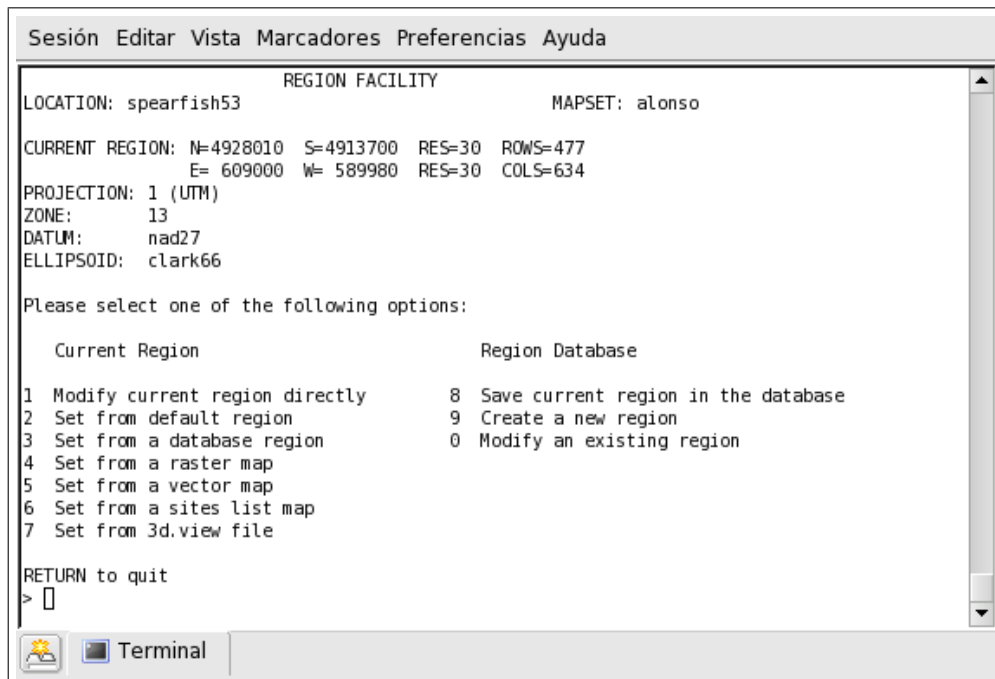 Sesión Editar Vista Marcadores Preferencias Ayuda
REGION FACILITY
LOCATION: spearfish53 MAPSET: alonso
CURRENT REGION: N=4928010 S=4913700 RES=30 ROWS=477
E= 609000 W= 589980 RES=30 COLS=634
PROJECTION: 1 (UTM)
ZONE: 13
DATUM: nad27
ELLIPSOID: clark66
Please select one of the following options:
Current Region Region Database
1 Modify current region directly 8 Save current region in the database
2 Set from default region 9 Create a new region
3 Set from a database region 0 Modify an existing region
4 Set from a raster map
5 Set from a vector map
6 Set from a sites list map
7 Set from 3d.view file
RETURN to quit
>
Terminal